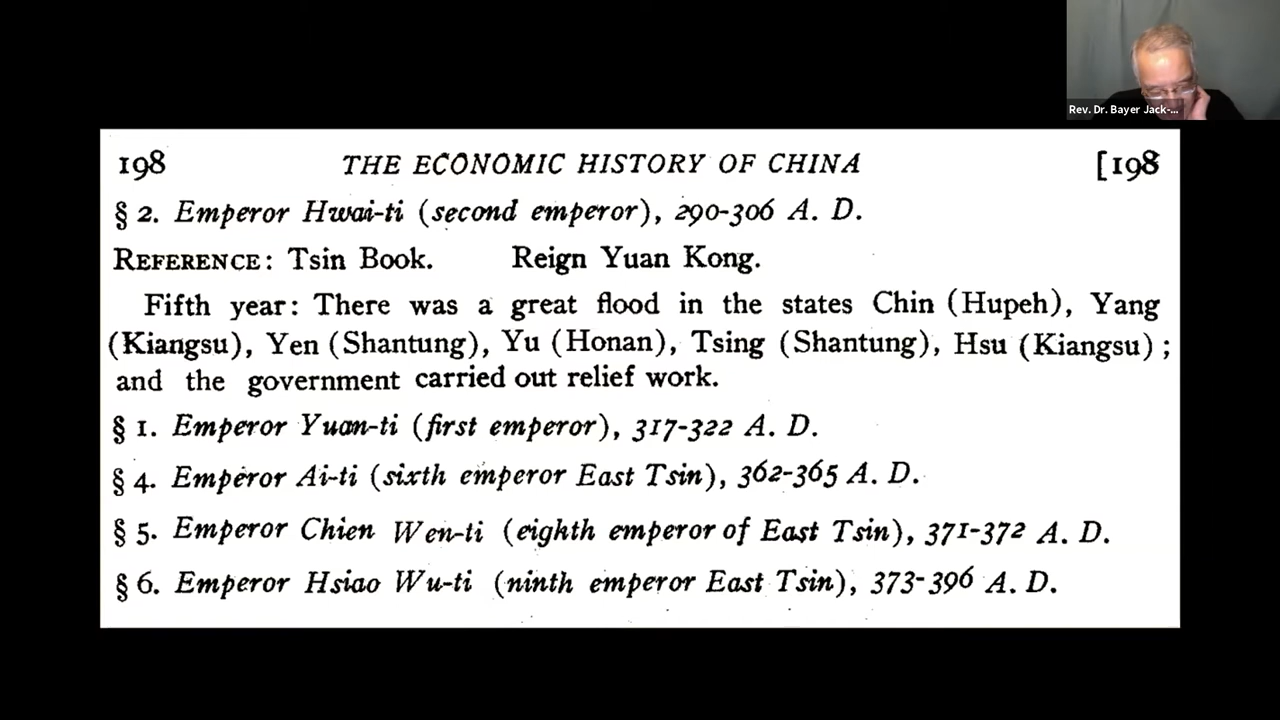 Rev. Dr. Bayer Jack-...
198 THE ECONOMIC HISTORY OF CHINA [198
§ 2. Emperor Hwai-ti (second emperor), 290-306 A. D.
REFERENCE: Tsin Book. Reign Yuan Kong.
Fifth year: There was a great flood in the states Chin (Hupeh), Yang
(Kiangsu), Yen (Shantung), Yu (Honan), Tsing (Shantung), Hsu (Kiangsu) ;
and the government carried out relief work.
§ 1. Emperor Yuan-ti (first emperor), 317-322 A. D.
§ 4. Emperor Ai-ti (sixth emperor East Tsin), 362-365 A. D.
§ 5. Emperor Chien Wen-ti (eighth emperor of East Tsin), 371-372 A. D.
§ 6. Emperor Hsiao Wu-ti (ninth emperor East Tsin), 373-396 A. D.